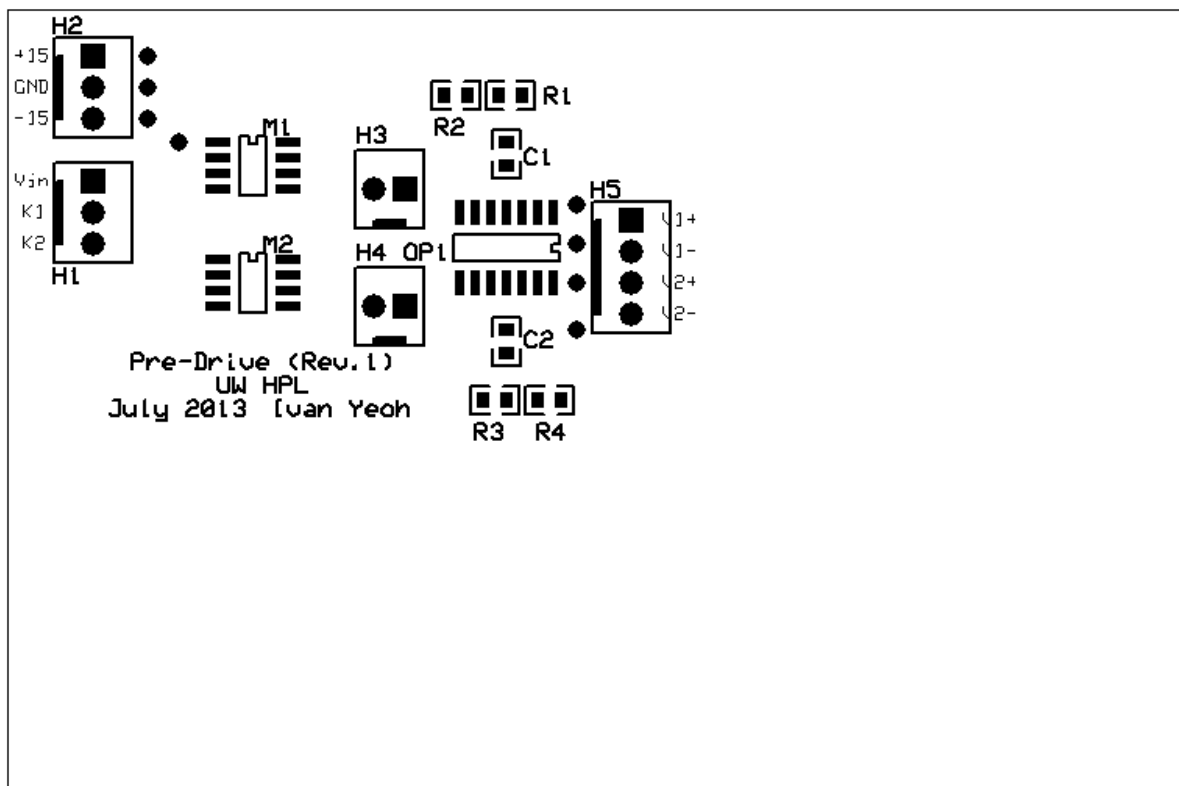 H2
+15
GND
-15
Vin
K1
K2
H1
M1
M2
H3
H4
OP1
R2
R1
C1
H5
V1+
V1-
V2+
V2-
C2
R3
R4
Pre-Drive (Rev.1)
UW HPL
July 2013 Ivan Yeoh